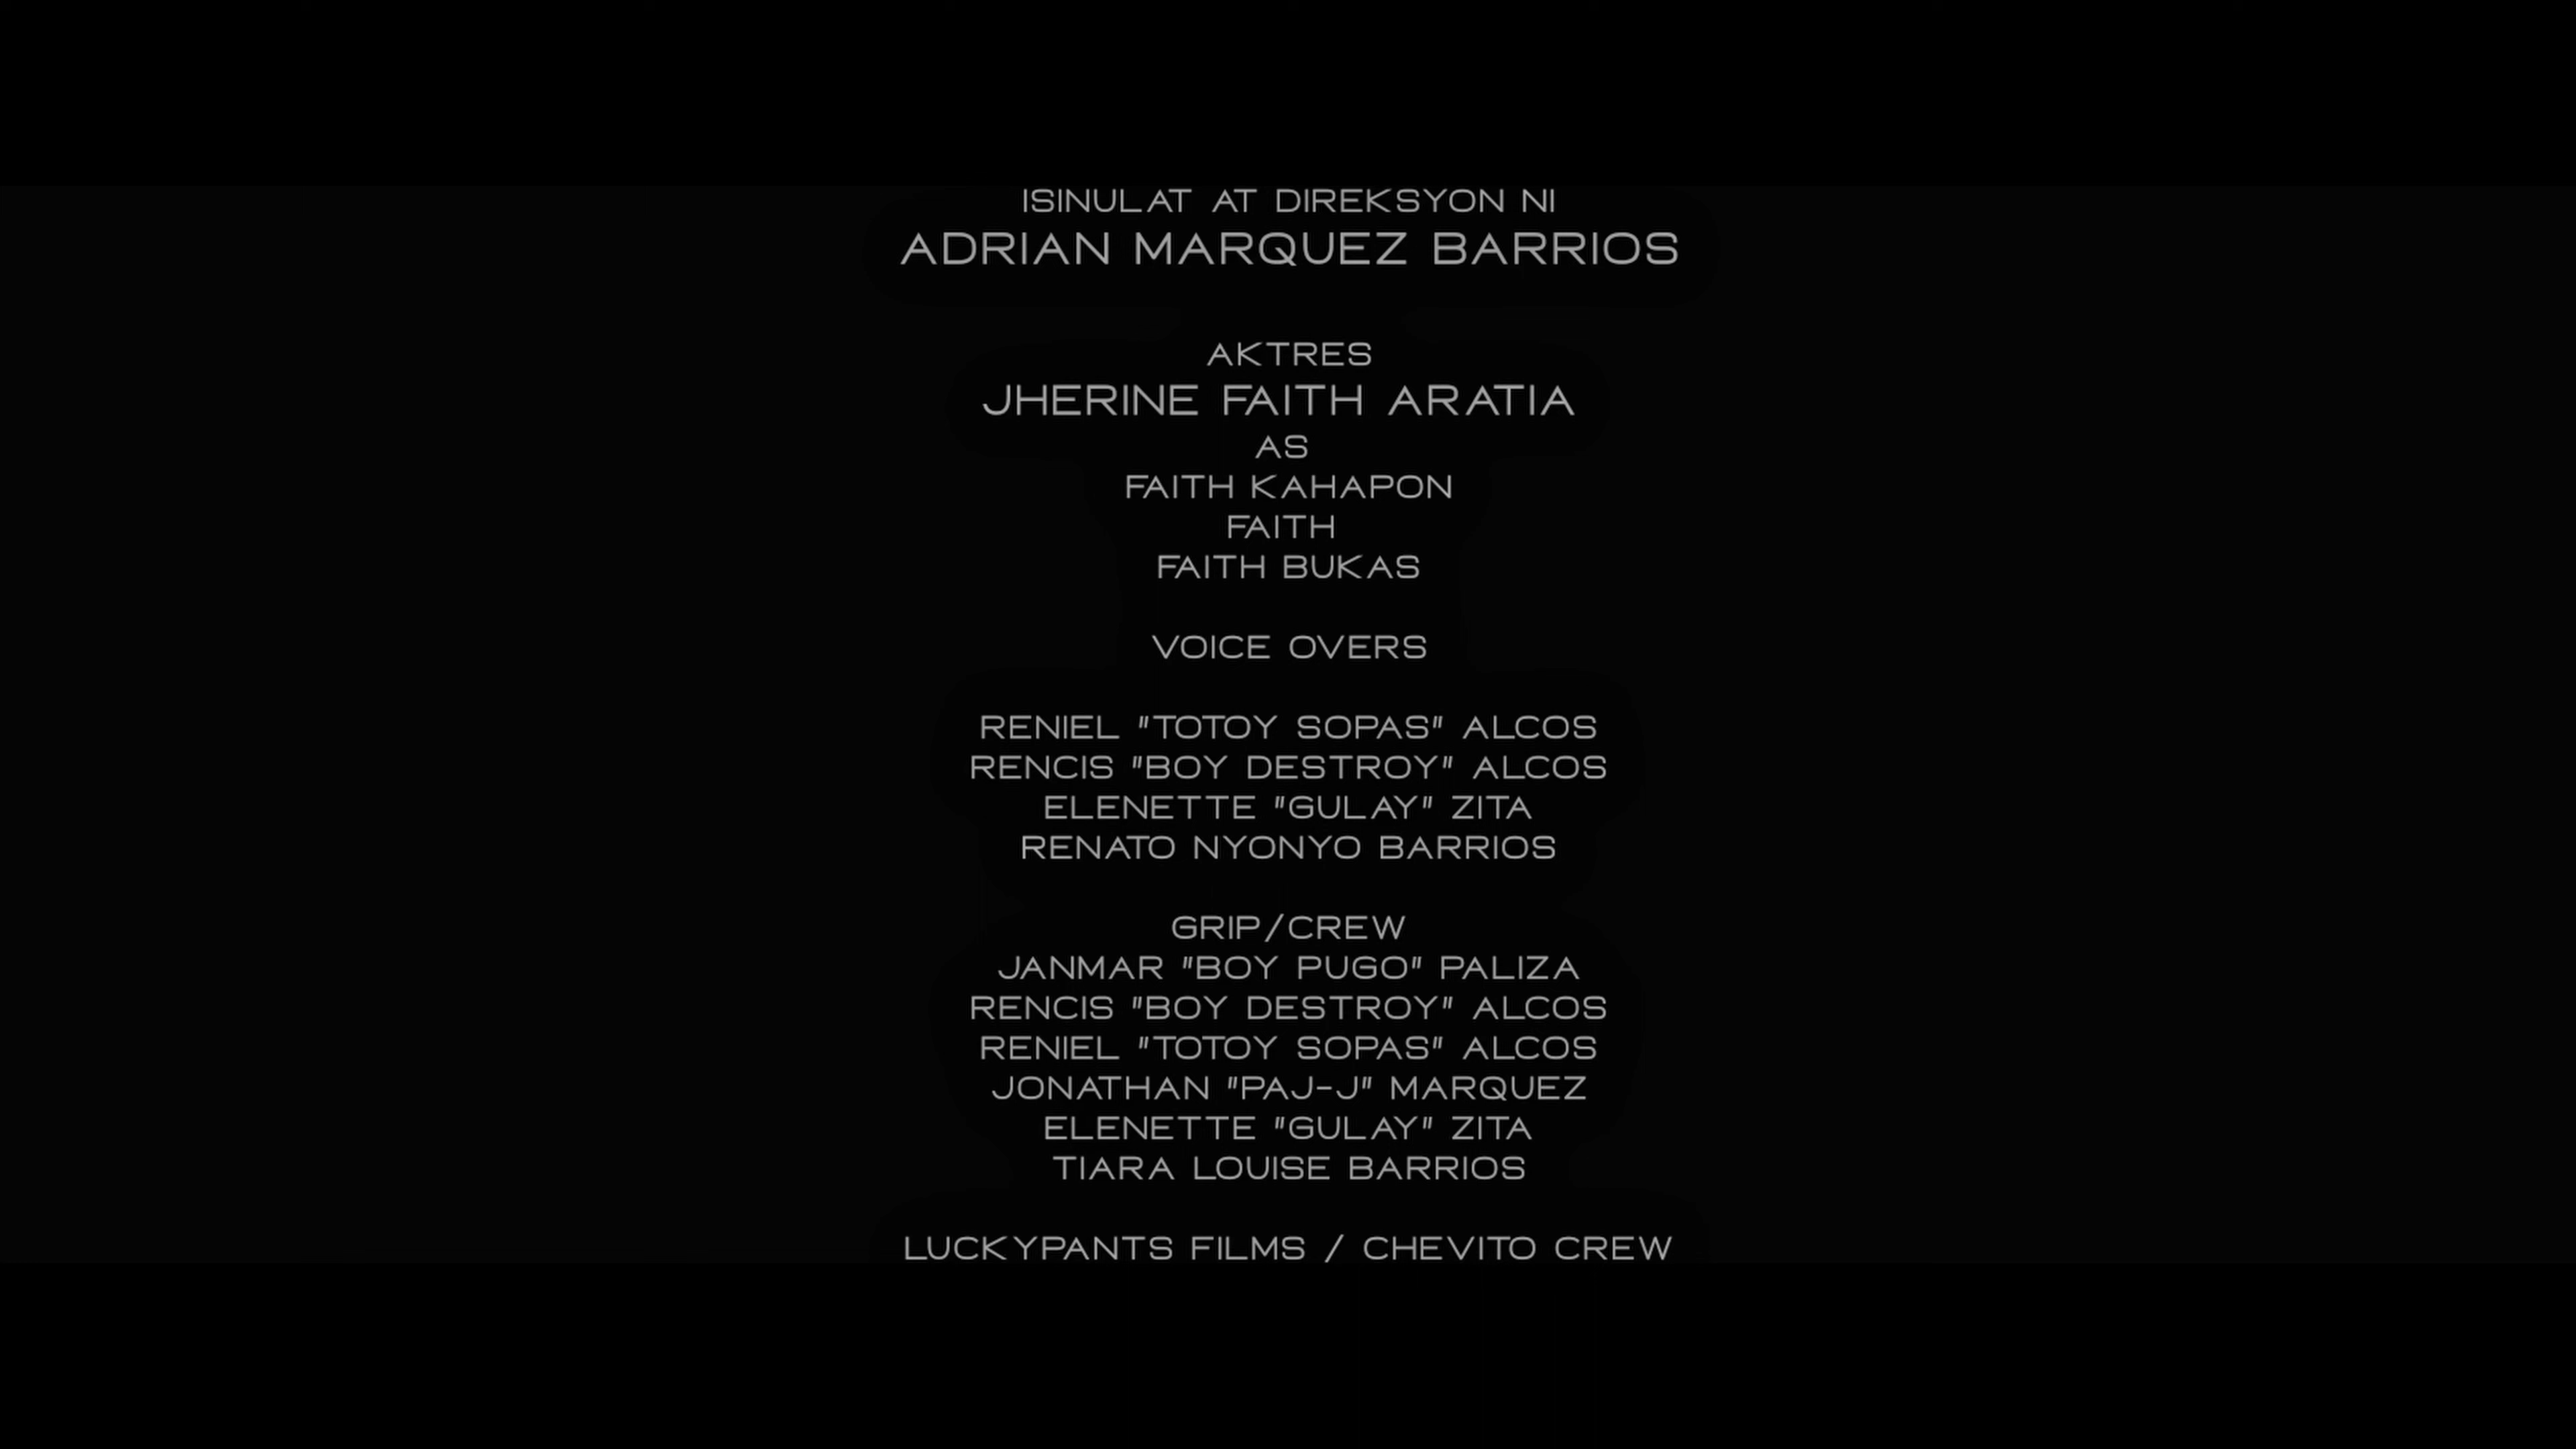 ISINULAT AT DIREKSYON NI
ADRIAN MARQUEZ BARRIOS
AKTRES
JHERINE FAITH ARATIA
AS
FAITH KAHAPON
FAITH
FAITH BUKAS
VOICE OVERS
RENIEL "TOTOY SOPAS" ALCOS
RENCIS "BOY DESTROY" ALCOS
ELENETTE "GULAY" ZITA
RENATO NYONYO BARRIOS
GRIP/CREW
JANMAR "BOY PUGO" PALIZA
RENCIS "BOY DESTROY" ALCOS
RENIEL "TOTOY SOPAS" ALCOS
JONATHAN "PAJ-J" MARQUEZ
ELENETTE "GULAY" ZITA
TIARA LOUISE BARRIOS
LUCKYPANTS FILMS / CHEVITO CREW